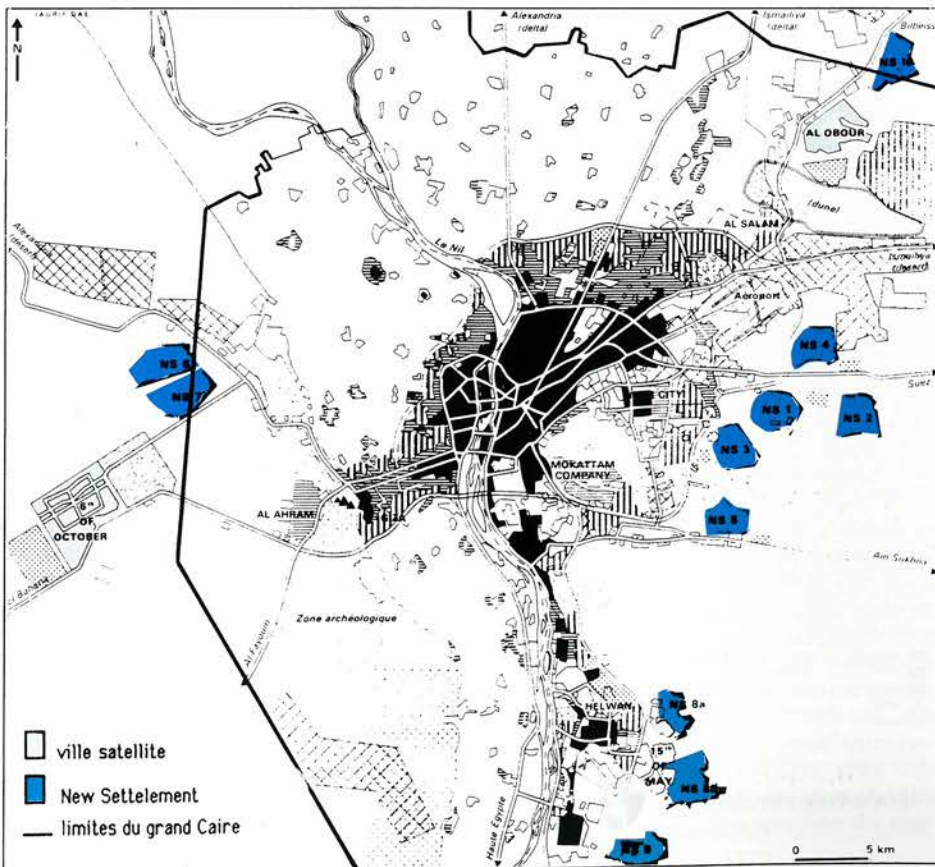 Alexandria
(delta)
Ismailiya
(delta)
Bilbeiss
N
NS 10
AL OBOUR
(dune)
AL SALAM
Alexandria
(désert)
Le Nil
Aéroport
NS 4
NS 6
NS 7
Suez
CITY
NS 1
NS 2
NS 3
MOKATTAM
COMPANY
6TH
OF
OCTOBER
AL AHRAM
NS 5
Ain Sukhna
Zone archéologique
Al Fayoum
HELWAN
NS 8a
15TH
OF
MAY
ville satellite
New Settelement
limites du grand Caire
Haute Egypte
NS 9
0 5 km